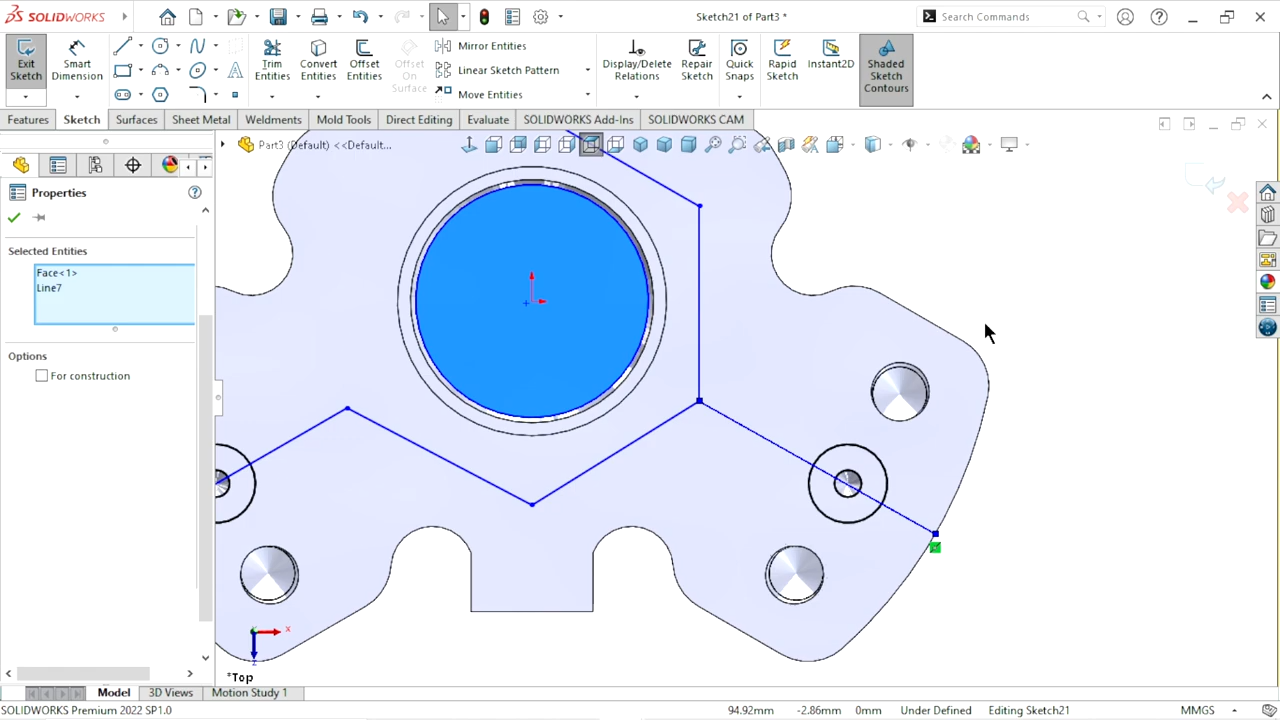 SOLIDWORKS
Sketch21 of Part3 *
Search Commands
Exit Sketch
Smart Dimension
Trim Entities
Convert Entities
Offset Entities
Offset On Surface
Mirror Entities
Linear Sketch Pattern
Move Entities
Display/Delete Relations
Repair Sketch
Quick Snaps
Rapid Sketch
Instant2D
Shaded Sketch Contours
Features
Sketch
Surfaces
Sheet Metal
Weldments
Mold Tools
Direct Editing
Evaluate
SOLIDWORKS Add-Ins
SOLIDWORKS CAM
Part3 (Default) <<Default...
Properties
Selected Entities
Face<1>
Line7
Options
For construction
x
z
*Top
Model
3D Views
Motion Study 1
SOLIDWORKS Premium 2022 SP1.0
94.92mm
-2.86mm
0mm
Under Defined
Editing Sketch21
MMGS